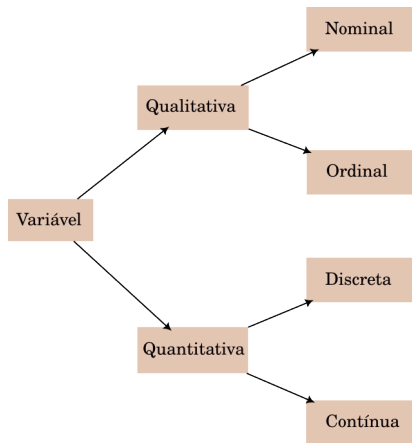 Nominal
Qualitativa
Ordinal
Variável
Discreta
Quantitativa
Contínua